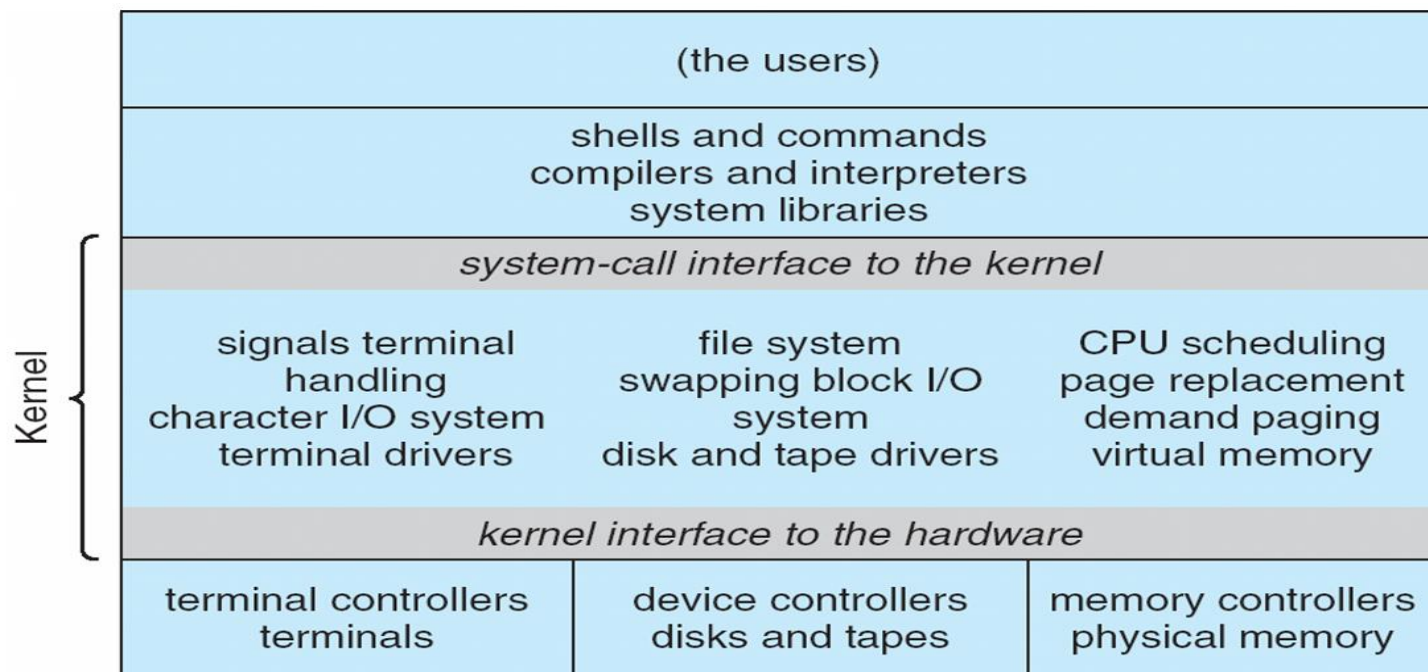 (the users)
shells and commands
compilers and interpreters
system libraries
system-call interface to the kernel
Kernel
signals terminal
handling
character I/O system
terminal drivers
file system
swapping block I/O
system
disk and tape drivers
CPU scheduling
page replacement
demand paging
virtual memory
kernel interface to the hardware
terminal controllers
terminals
device controllers
disks and tapes
memory controllers
physical memory